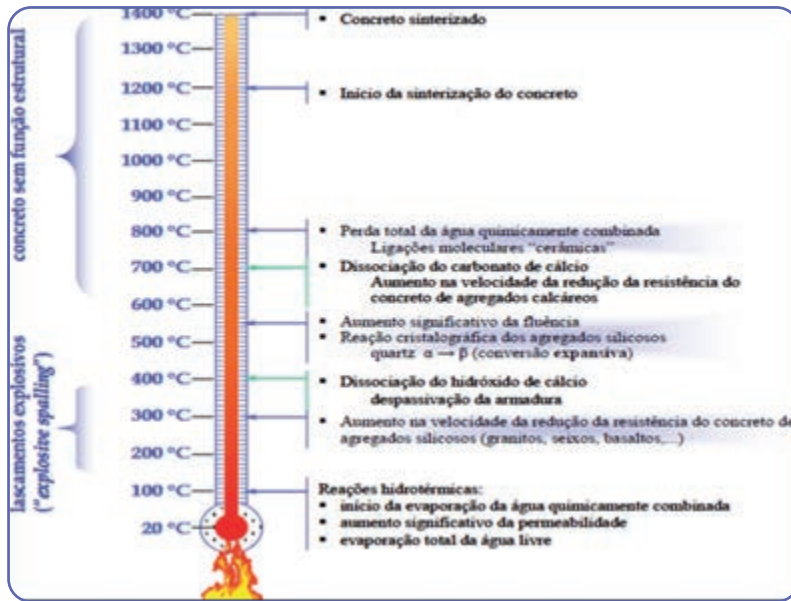 1400 °C
Concreto sinterizado
1300 °C
1200 °C
Início da sinterização do concreto
1100 °C
1000 °C
900 °C
800 °C
Perda total da água quimicamente combinada
Ligações moleculares “cerâmicas”
700 °C
Dissociação do carbonato de cálcio
Aumento na velocidade da redução da resistência do
concreto de agregados calcáreos
600 °C
Aumento significativo da fluência
500 °C
Reação cristalográfica dos agregados silicosos
quartz α → β (conversão expansiva)
400 °C
Dissociação do hidróxido de cálcio
despassivação da armadura
300 °C
Aumento na velocidade da redução da resistência do concreto de
agregados silicosos (granitos, seixos, basaltos,...)
200 °C
100 °C
Reações hidrotérmicas:
início da evaporação da água quimicamente combinada
aumento significativo da permeabilidade
20 °C
evaporação total da água livre
concreto sem função estrutural
lascamentos explosivos
(“explosive spalling”)